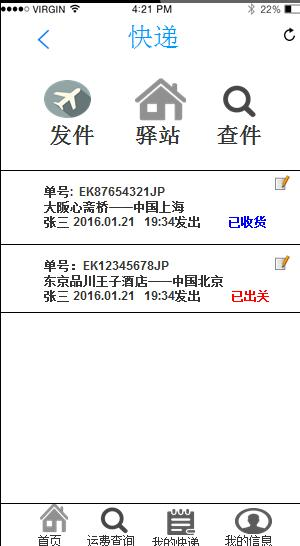 VIRGIN 4:21 PM 22%
快递
发件 驿站 查件
单号: EK87654321JP
大阪心斋桥——中国上海
张三 2016.01.21 19:34发出 已收货
单号: EK12345678JP
东京品川王子酒店——中国北京
张三 2016.01.21 19:34发出 已出关
首页 运费查询 我的快递 我的信息